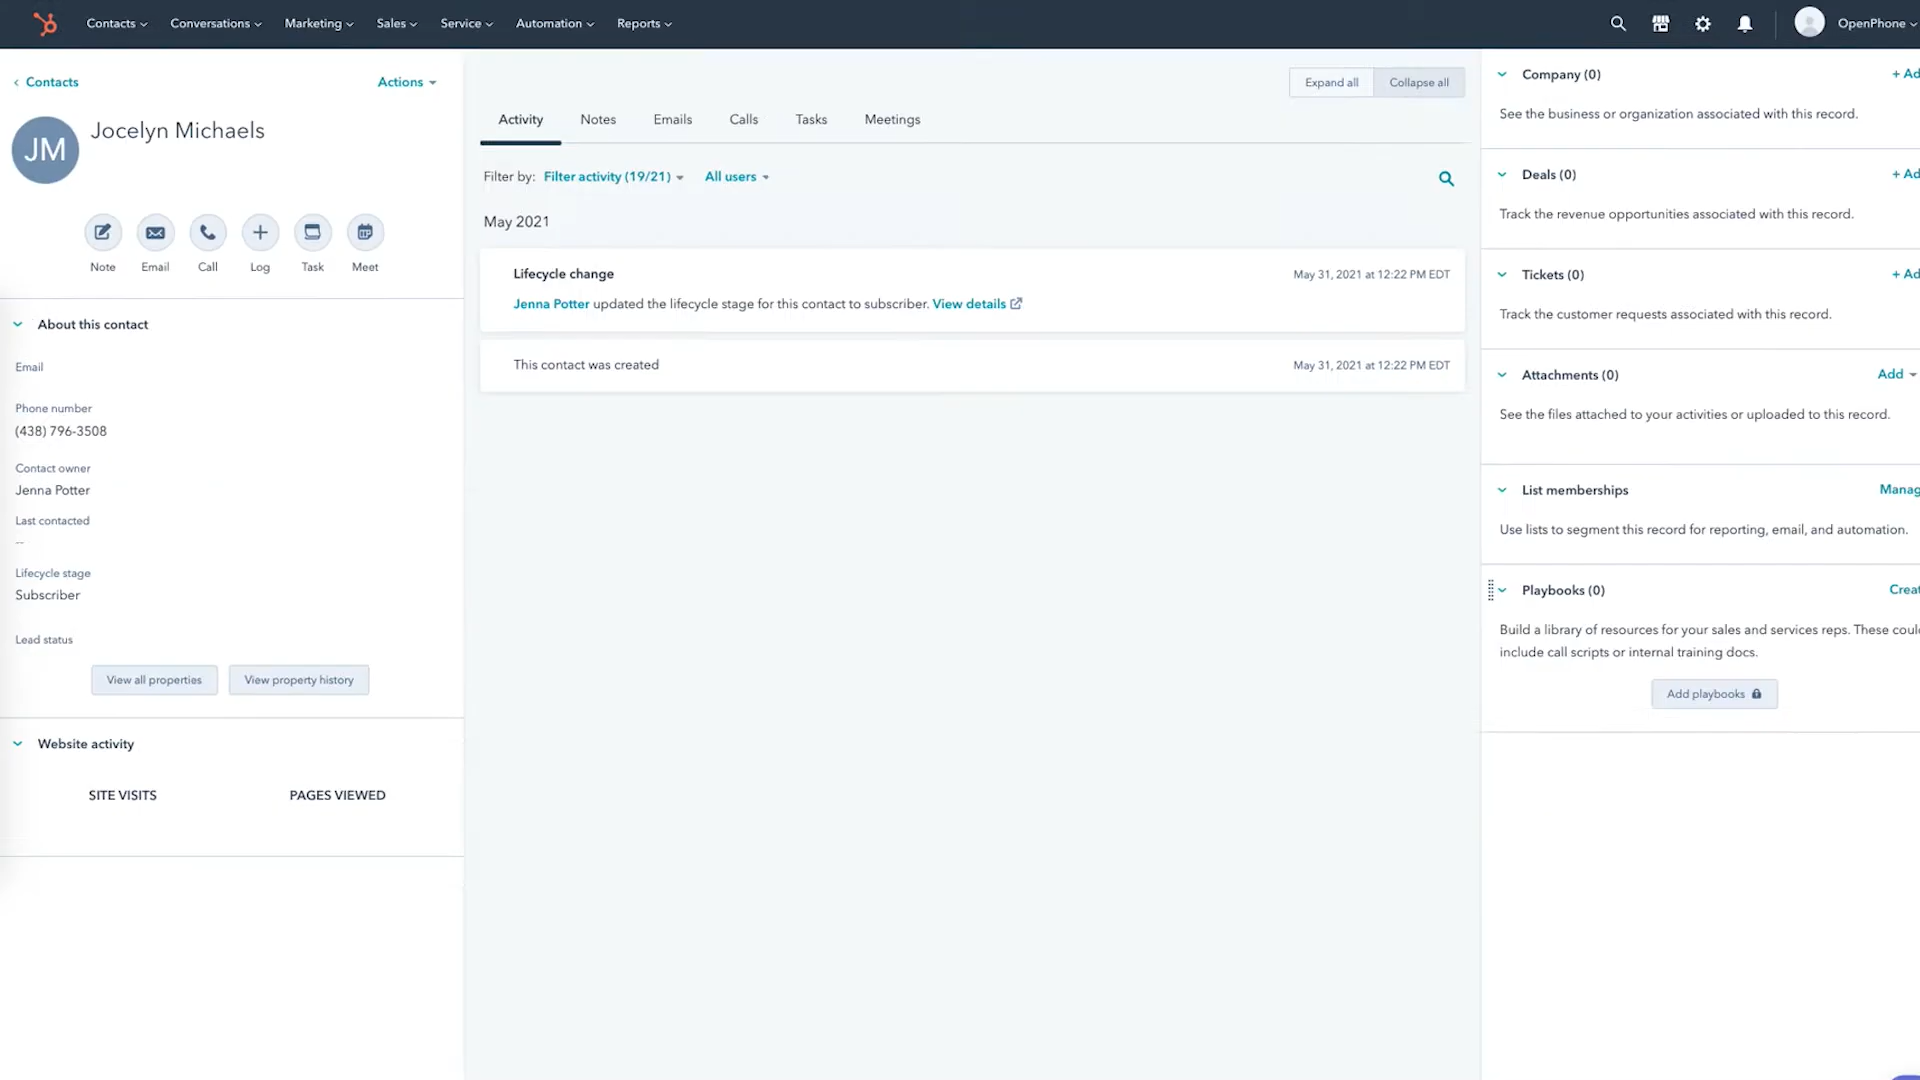 Contacts
Conversations
Marketing
Sales
Service
Automation
Reports
OpenPhone
Contacts
Actions
JM
Jocelyn Michaels
Note
Email
Call
Log
Task
Meet
About this contact
Email
Phone number
(438) 796-3508
Contact owner
Jenna Potter
Last contacted
--
Lifecycle stage
Subscriber
Lead status
View all properties
View property history
Website activity
SITE VISITS
PAGES VIEWED
Expand all
Collapse all
Activity
Notes
Emails
Calls
Tasks
Meetings
Filter by: Filter activity (19/21) All users
May 2021
Lifecycle change
May 31, 2021 at 12:22 PM EDT
Jenna Potter updated the lifecycle stage for this contact to subscriber. View details
This contact was created
May 31, 2021 at 12:22 PM EDT
Company (0)
+ Ad
See the business or organization associated with this record.
Deals (0)
+ Ad
Track the revenue opportunities associated with this record.
Tickets (0)
+ Ad
Track the customer requests associated with this record.
Attachments (0)
Add
See the files attached to your activities or uploaded to this record.
List memberships
Manag
Use lists to segment this record for reporting, email, and automation.
Playbooks (0)
Creat
Build a library of resources for your sales and services reps. These coul
include call scripts or internal training docs.
Add playbooks